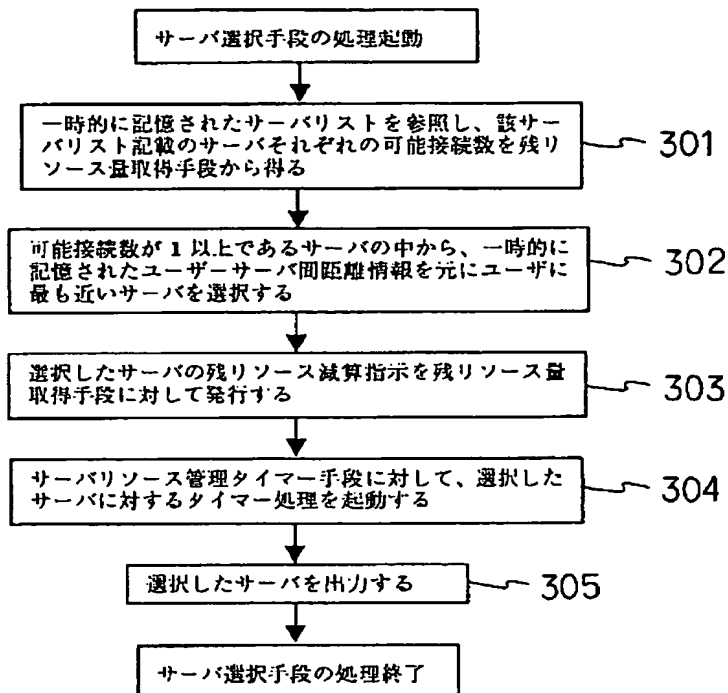 サーバ選択手段の処理起動
一時的に記憶されたサーバリストを参照し、該サー
バリスト記載のサーバそれぞれの可能接続数を残リ
ソース量取得手段から得る
301
可能接続数が1以上であるサーバの中から、一時的に
記憶されたユーザーサーバ間距離情報を元にユーザに
最も近いサーバを選択する
302
選択したサーバの残リソース減算指示を残リソース量
取得手段に対して発行する
303
サーバリソース管理タイマー手段に対して、選択した
サーバに対するタイマー処理を起動する
304
選択したサーバを出力する
305
サーバ選択手段の処理終了